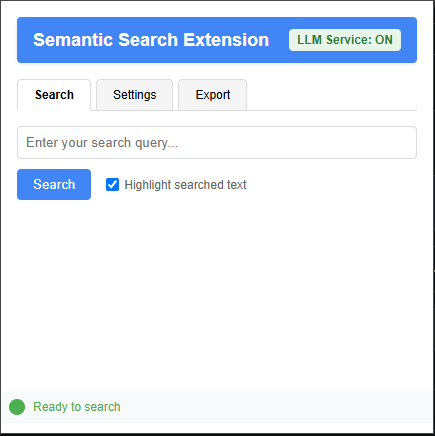 Semantic Search Extension
LLM Service: ON
Search
Settings
Export
Enter your search query...
Search
Highlight searched text
Ready to search